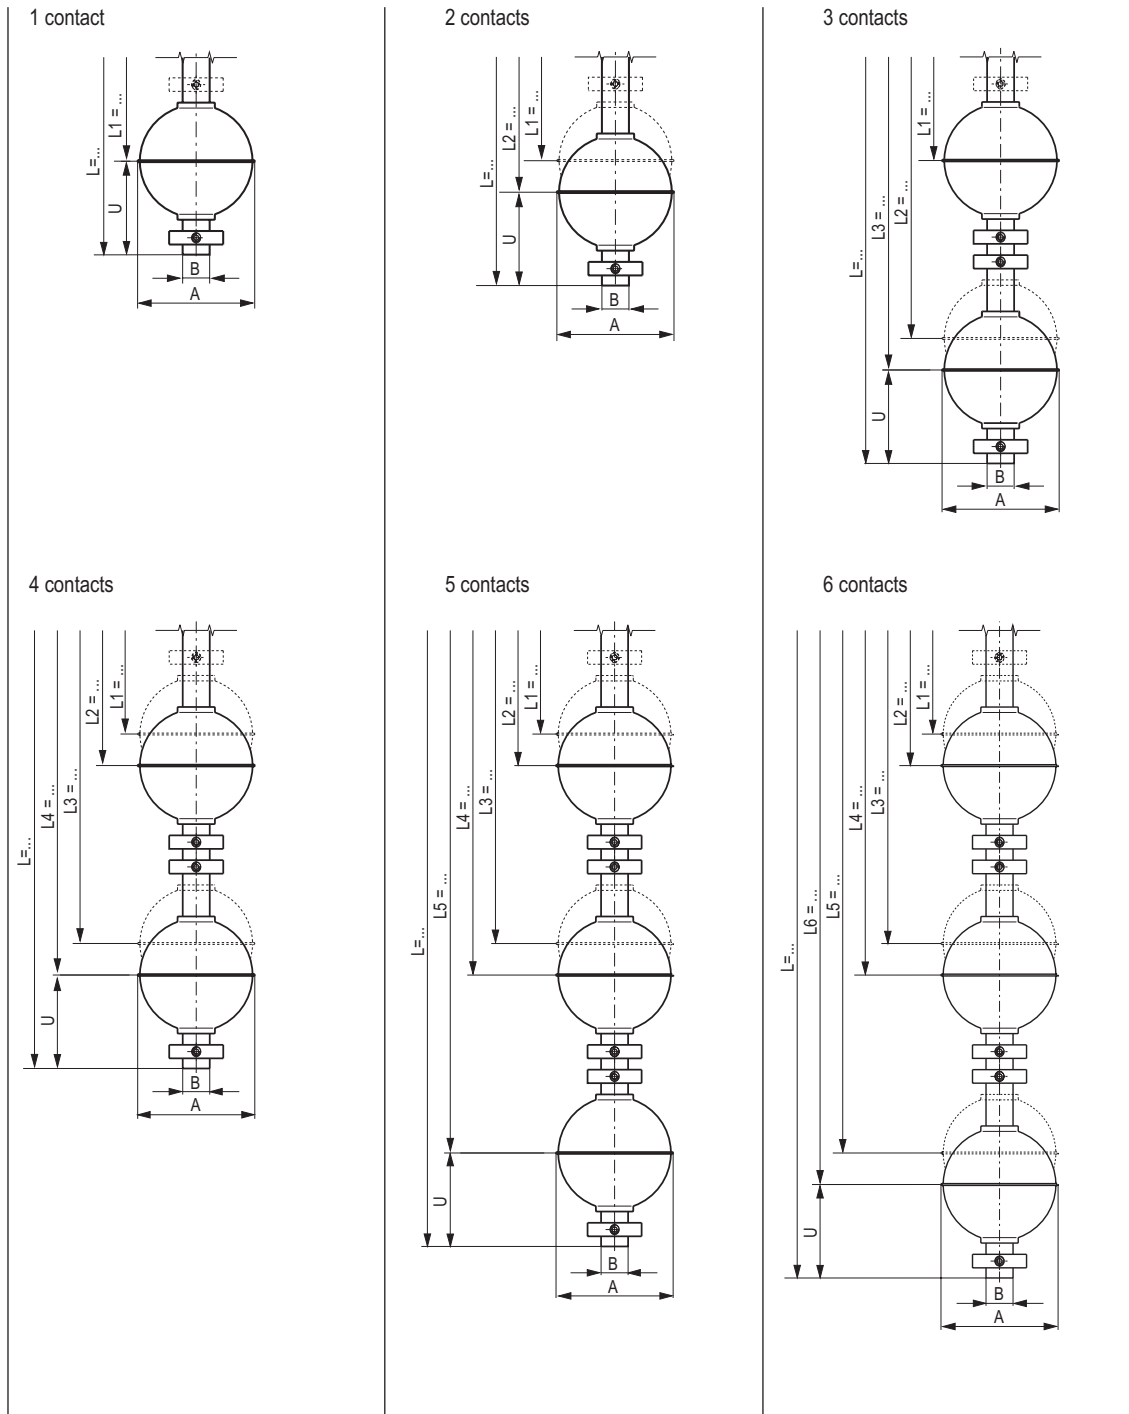 1 contact
L=...
L1 = ...
U
B
A
2 contacts
L=...
L2 = ...
L1 = ...
U
B
A
3 contacts
L=...
L3 = ...
L2 = ...
L1 = ...
U
B
A
4 contacts
L=...
L4 = ...
L3 = ...
L2 = ...
L1 = ...
U
B
A
5 contacts
L=...
L5 = ...
L4 = ...
L3 = ...
L2 = ...
L1 = ...
U
B
A
6 contacts
L=...
L6 = ...
L5 = ...
L4 = ...
L3 = ...
L2 = ...
L1 = ...
U
B
A